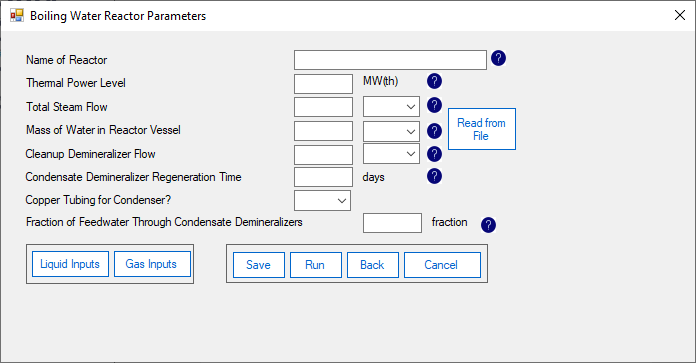 Boiling Water Reactor Parameters
Name of Reactor ?
Thermal Power Level MW(th) ?
Total Steam Flow ?
Mass of Water in Reactor Vessel ?
Read from
File
Cleanup Demineralizer Flow ?
Condensate Demineralizer Regeneration Time days ?
Copper Tubing for Condenser?
Fraction of Feedwater Through Condensate Demineralizers fraction ?
Liquid Inputs Gas Inputs Save Run Back Cancel